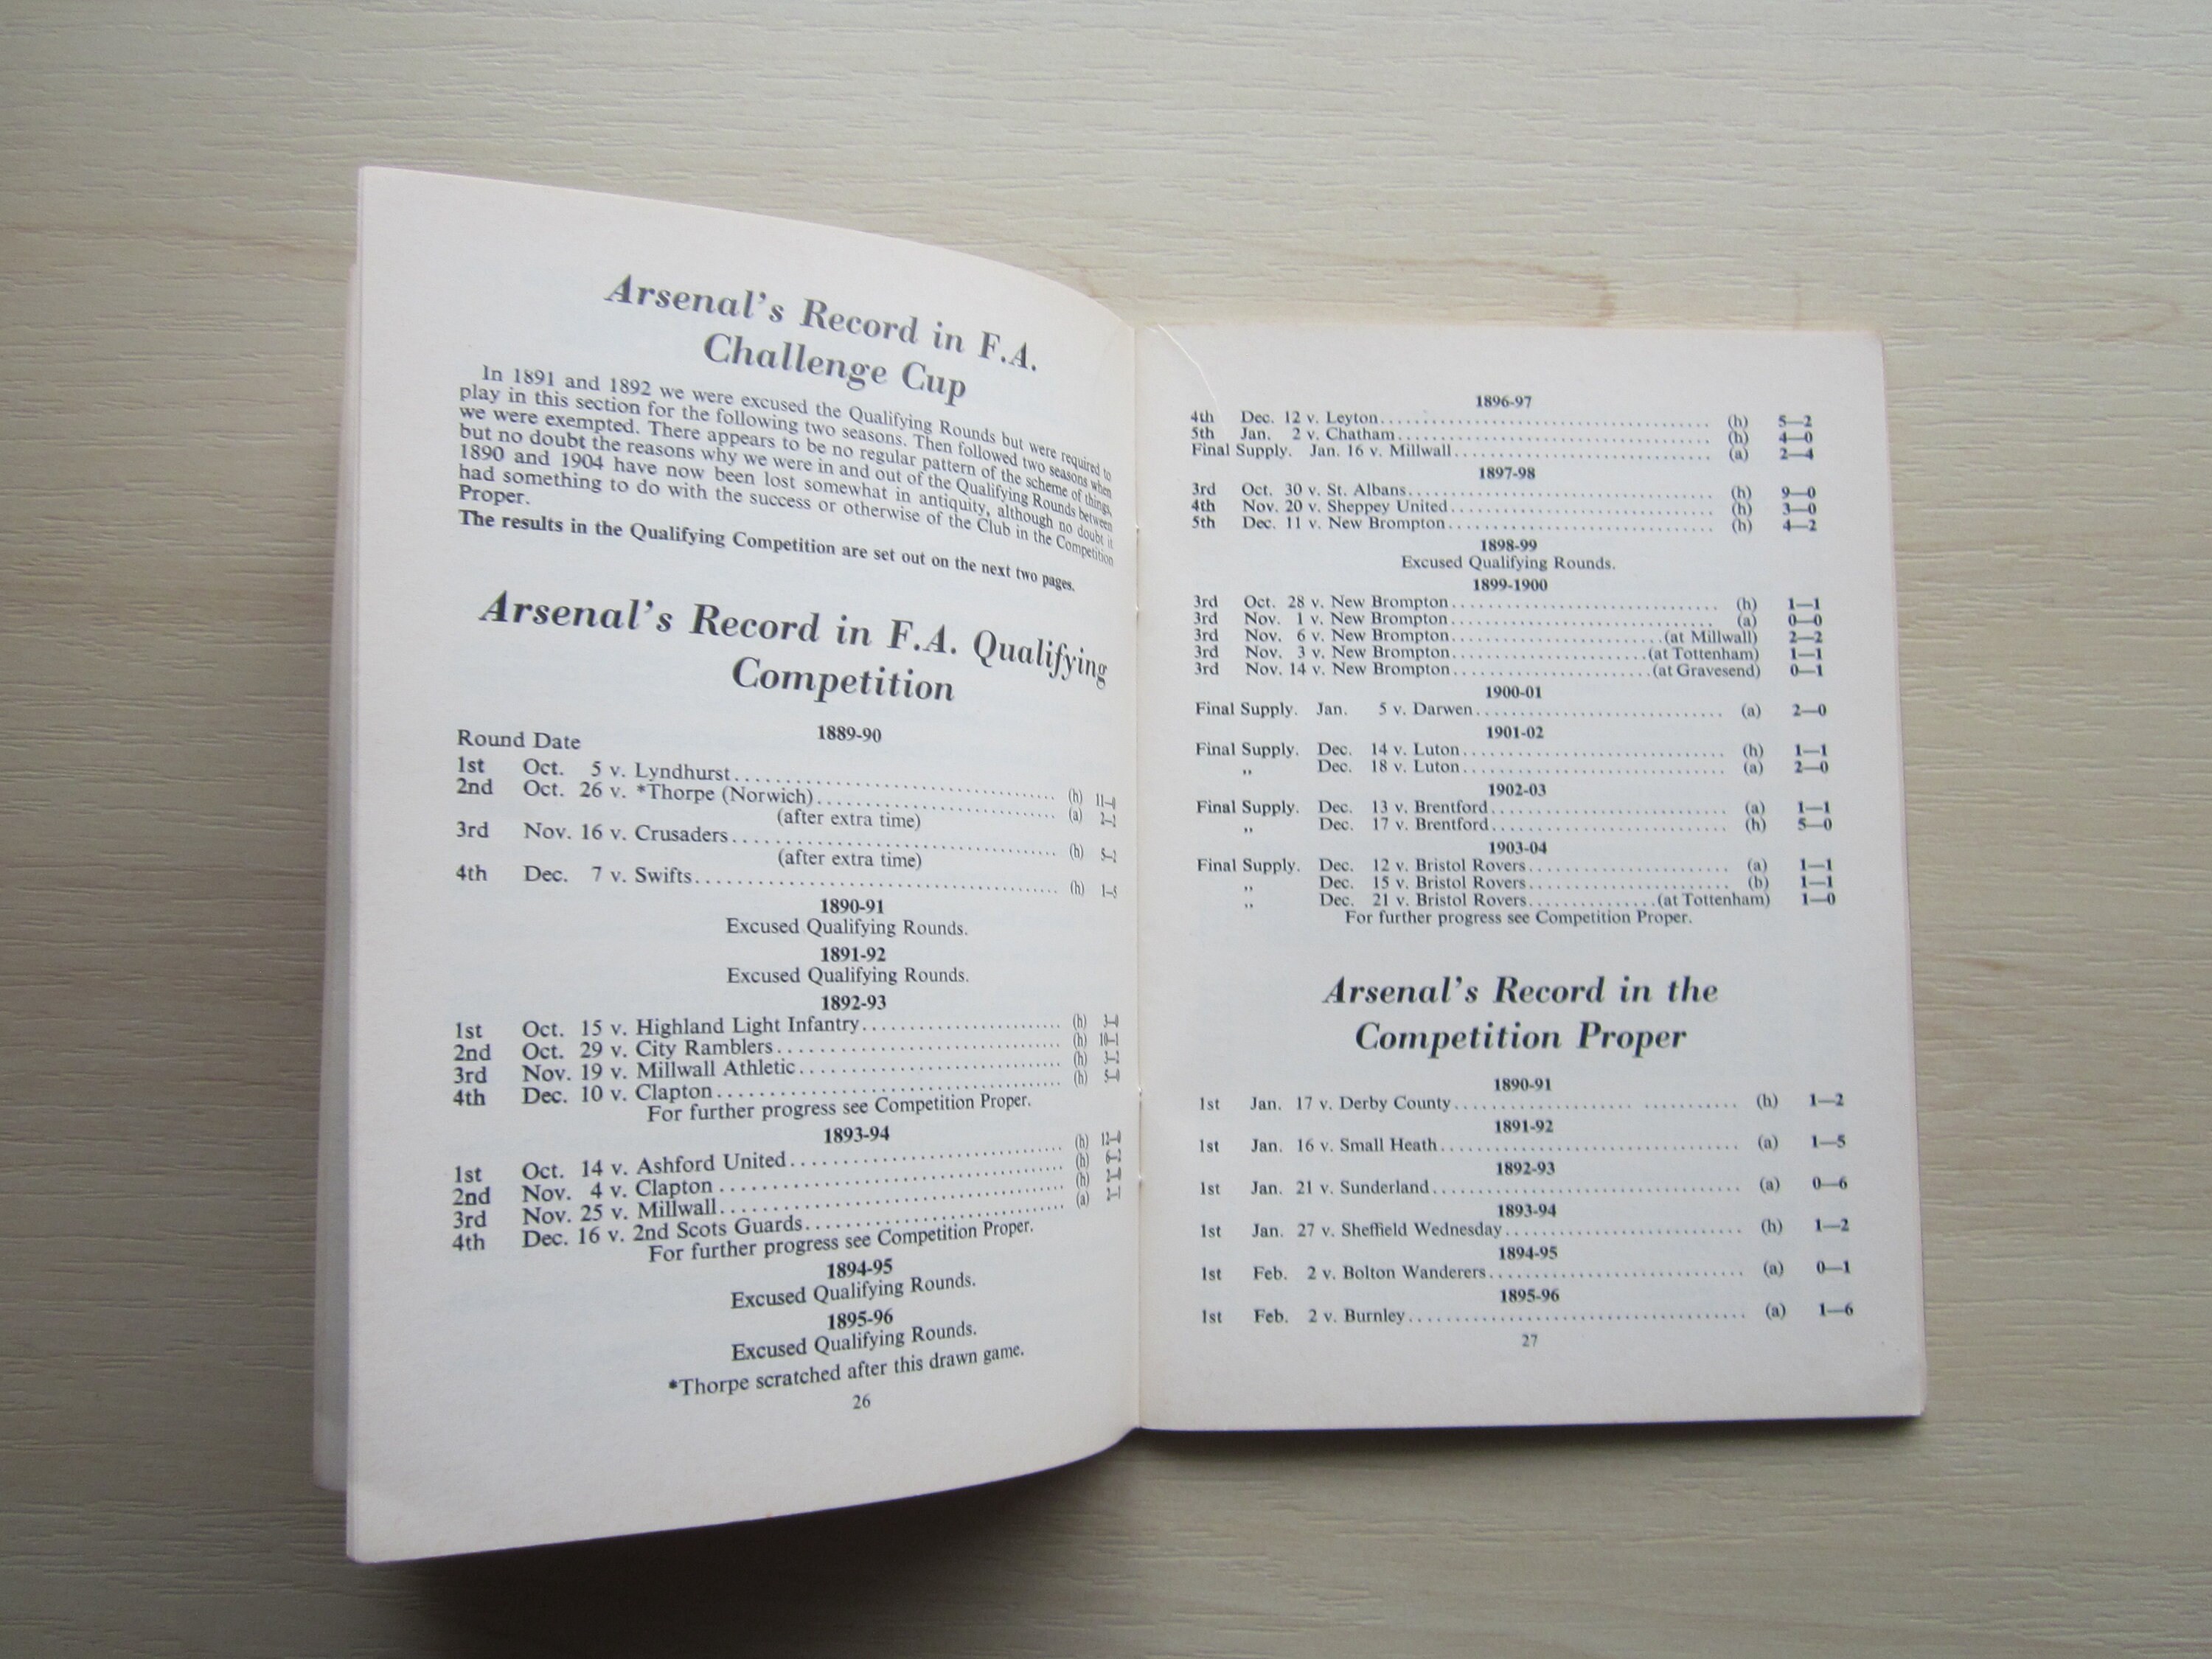 Arsenal's Record in F.A.
Challenge Cup
In 1891 and 1892 we were excused the Qualifying Rounds but were required to
play in this section for the following two seasons. Then followed two seasons when
we were exempted. There appears to be no regular pattern of the scheme of things,
but no doubt the reasons why we were in and out of the Qualifying Rounds between
1890 and 1904 have now been lost somewhat in antiquity, although no doubt it
had something to do with the success or otherwise of the Club in the Competition
Proper.
The results in the Qualifying Competition are set out on the next two pages.
Arsenal's Record in F.A. Qualifying
Competition
1889-90
Round Date
1st Oct. 5 v. Lyndhurst (h) 11—0
2nd Oct. 26 v. *Thorpe (Norwich) (a) 2—2
(after extra time)
3rd Nov. 16 v. Crusaders (h) 5—2
(after extra time)
4th Dec. 7 v. Swifts (h) 1—5
1890-91
Excused Qualifying Rounds.
1891-92
Excused Qualifying Rounds.
1892-93
1st Oct. 15 v. Highland Light Infantry (h)
2nd Oct. 29 v. City Ramblers (h) 10—1
3rd Nov. 19 v. Millwall Athletic (h)
4th Dec. 10 v. Clapton (h)
For further progress see Competition Proper.
1893-94
1st Oct. 14 v. Ashford United (h) 12—0
2nd Nov. 4 v. Clapton (h)
3rd Nov. 25 v. Millwall (h)
4th Dec. 16 v. 2nd Scots Guards (a)
For further progress see Competition Proper.
1894-95
Excused Qualifying Rounds.
1895-96
Excused Qualifying Rounds.
*Thorpe scratched after this drawn game.
26
1896-97
4th Dec. 12 v. Leyton (h) 5—2
5th Jan. 2 v. Chatham (h) 4—0
Final Supply. Jan. 16 v. Millwall (a) 2—4
1897-98
3rd Oct. 30 v. St. Albans (h) 9—0
4th Nov. 20 v. Sheppey United (h) 3—0
5th Dec. 11 v. New Brompton (h) 4—2
1898-99
Excused Qualifying Rounds.
1899-1900
3rd Oct. 28 v. New Brompton (h) 1—1
3rd Nov. 1 v. New Brompton (a) 0—0
3rd Nov. 6 v. New Brompton (at Millwall) 2—2
3rd Nov. 3 v. New Brompton (at Tottenham) 1—1
3rd Nov. 14 v. New Brompton (at Gravesend) 0—1
1900-01
Final Supply. Jan. 5 v. Darwen (a) 2—0
1901-02
Final Supply. Dec. 14 v. Luton (h) 1—1
,, Dec. 18 v. Luton (a) 2—0
1902-03
Final Supply. Dec. 13 v. Brentford (a) 1—1
,, Dec. 17 v. Brentford (h) 5—0
1903-04
Final Supply. Dec. 12 v. Bristol Rovers (a) 1—1
,, Dec. 15 v. Bristol Rovers (h) 1—1
,, Dec. 21 v. Bristol Rovers (at Tottenham) 1—0
For further progress see Competition Proper.
Arsenal's Record in the
Competition Proper
1890-91
1st Jan. 17 v. Derby County (h) 1—2
1891-92
1st Jan. 16 v. Small Heath (a) 1—5
1892-93
1st Jan. 21 v. Sunderland (a) 0—6
1893-94
1st Jan. 27 v. Sheffield Wednesday (h) 1—2
1894-95
1st Feb. 2 v. Bolton Wanderers (a) 0—1
1895-96
1st Feb. 2 v. Burnley (a) 1—6
27